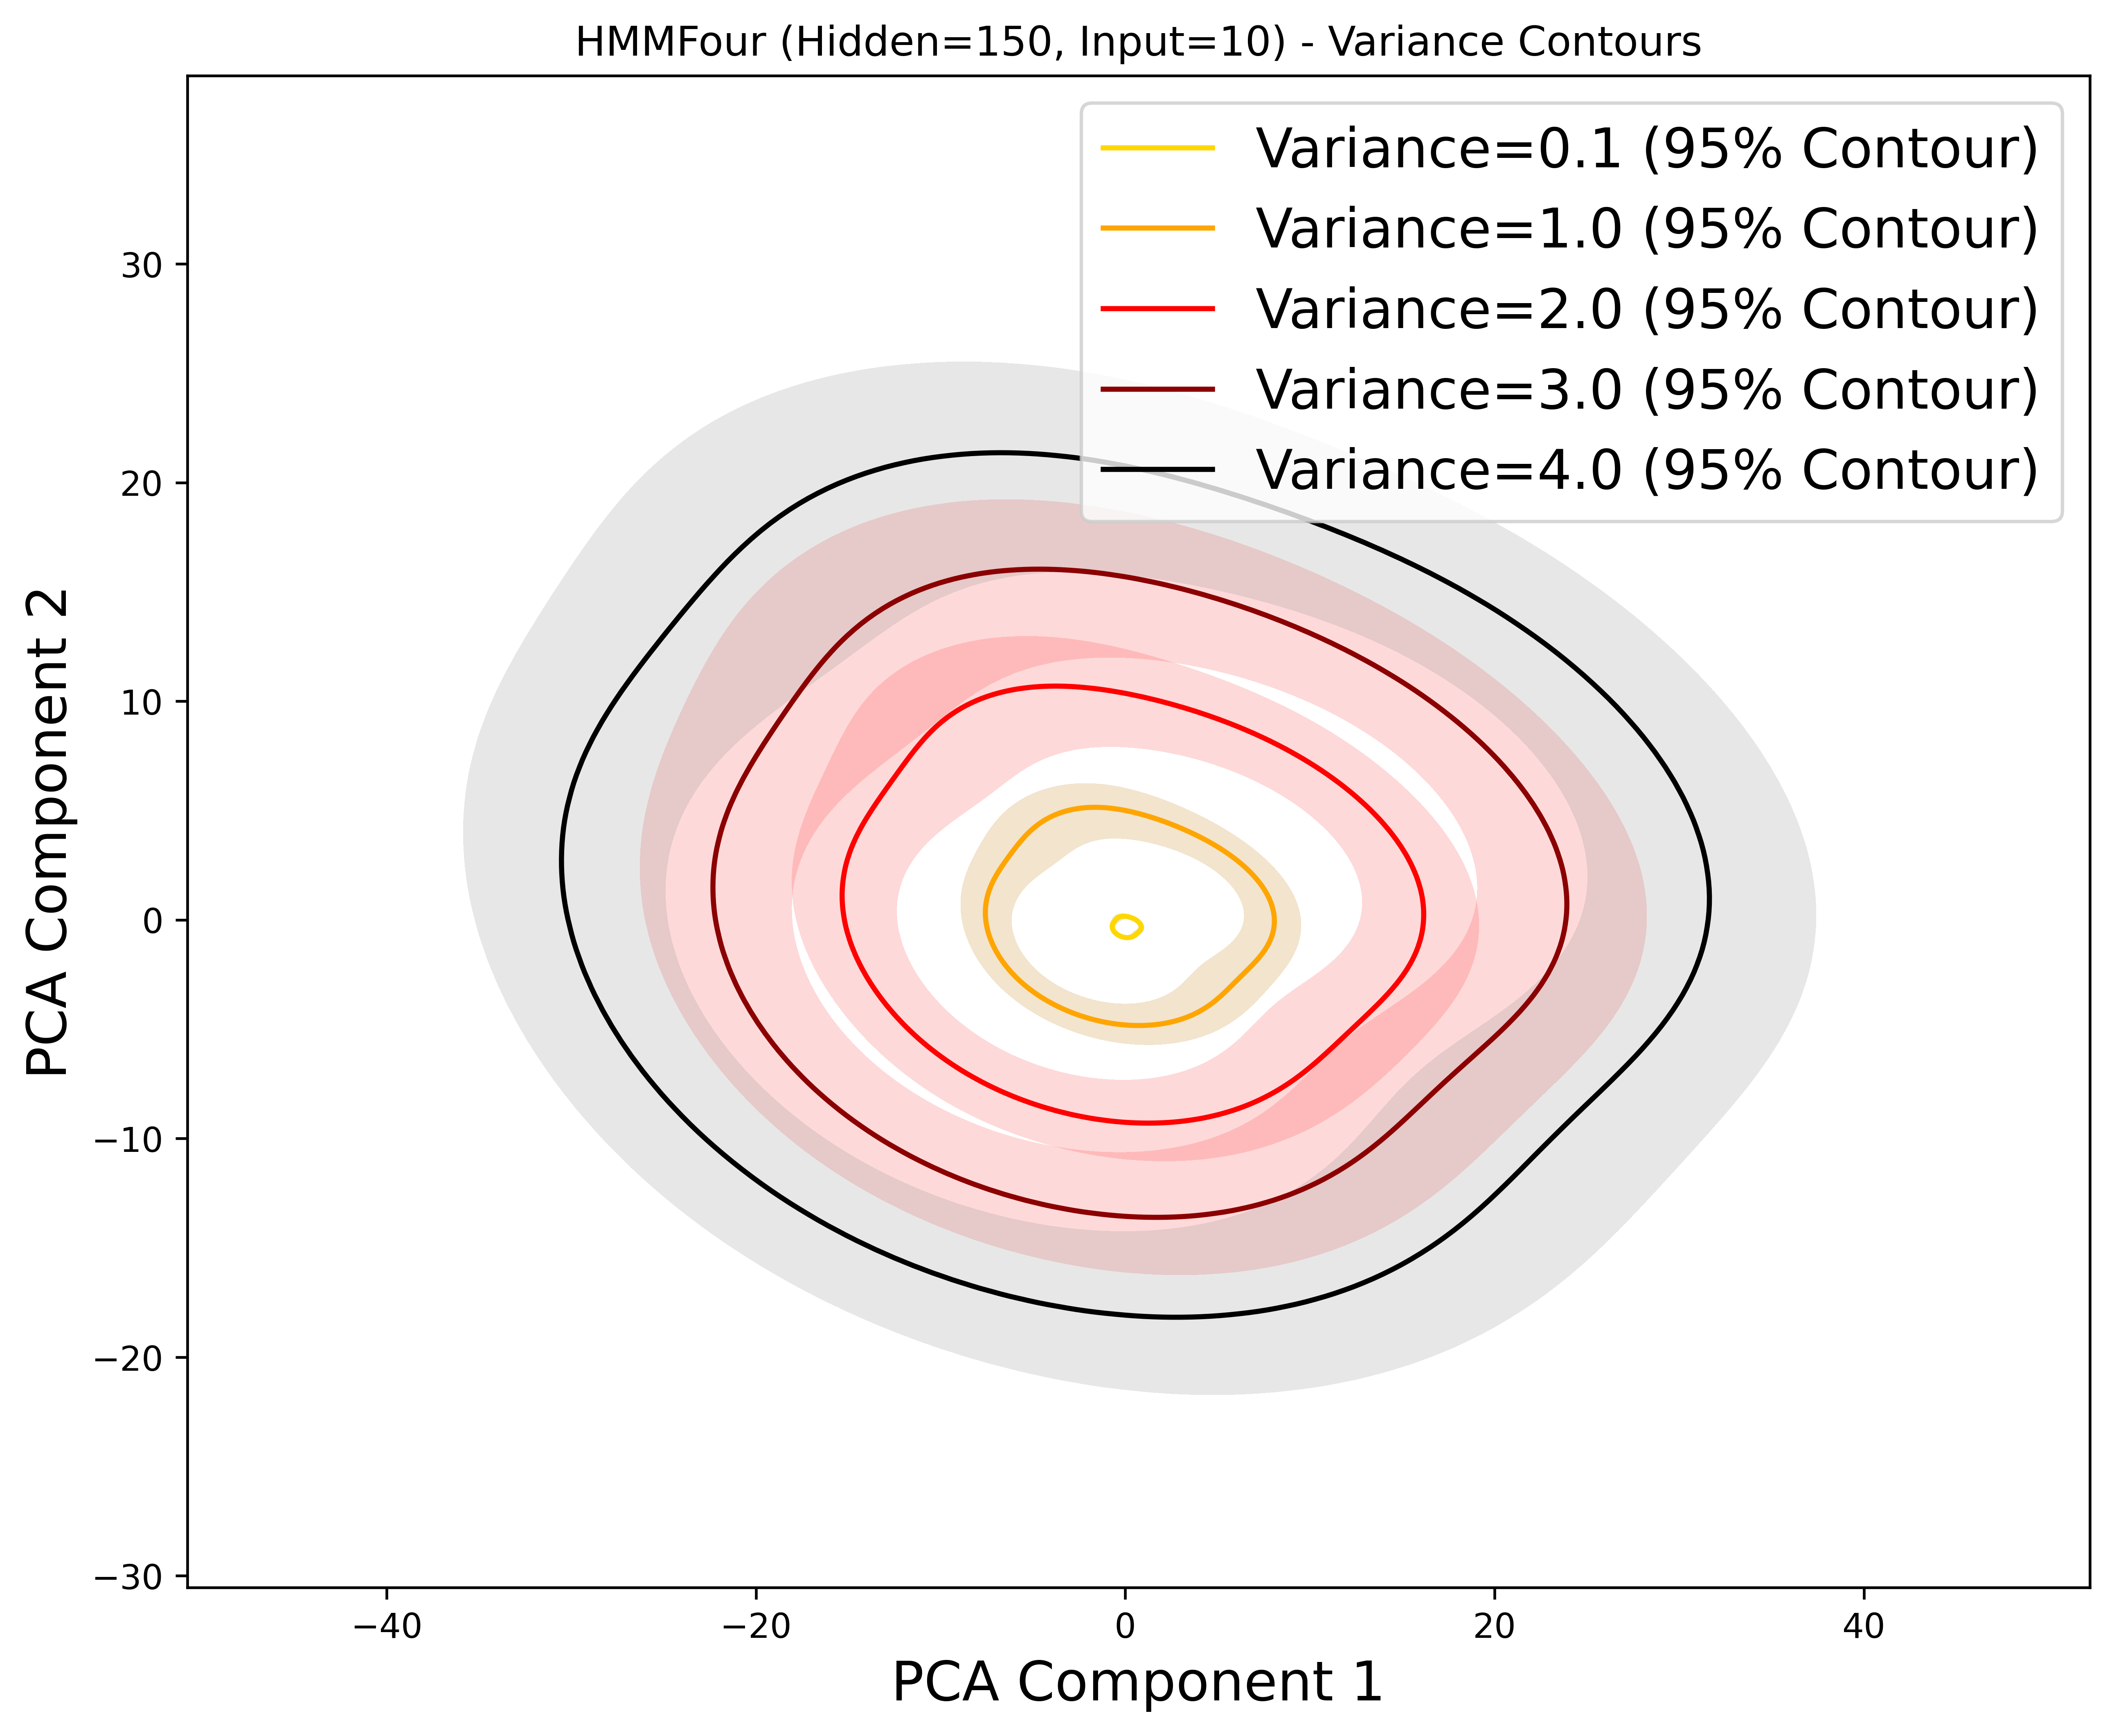 HMMFour (Hidden=150, Input=10) - Variance Contours
Variance=0.1 (95% Contour)
Variance=1.0 (95% Contour)
Variance=2.0 (95% Contour)
Variance=3.0 (95% Contour)
Variance=4.0 (95% Contour)
PCA Component 2
30
20
10
0
−10
−20
−30
−40
−20
0
20
40
PCA Component 1